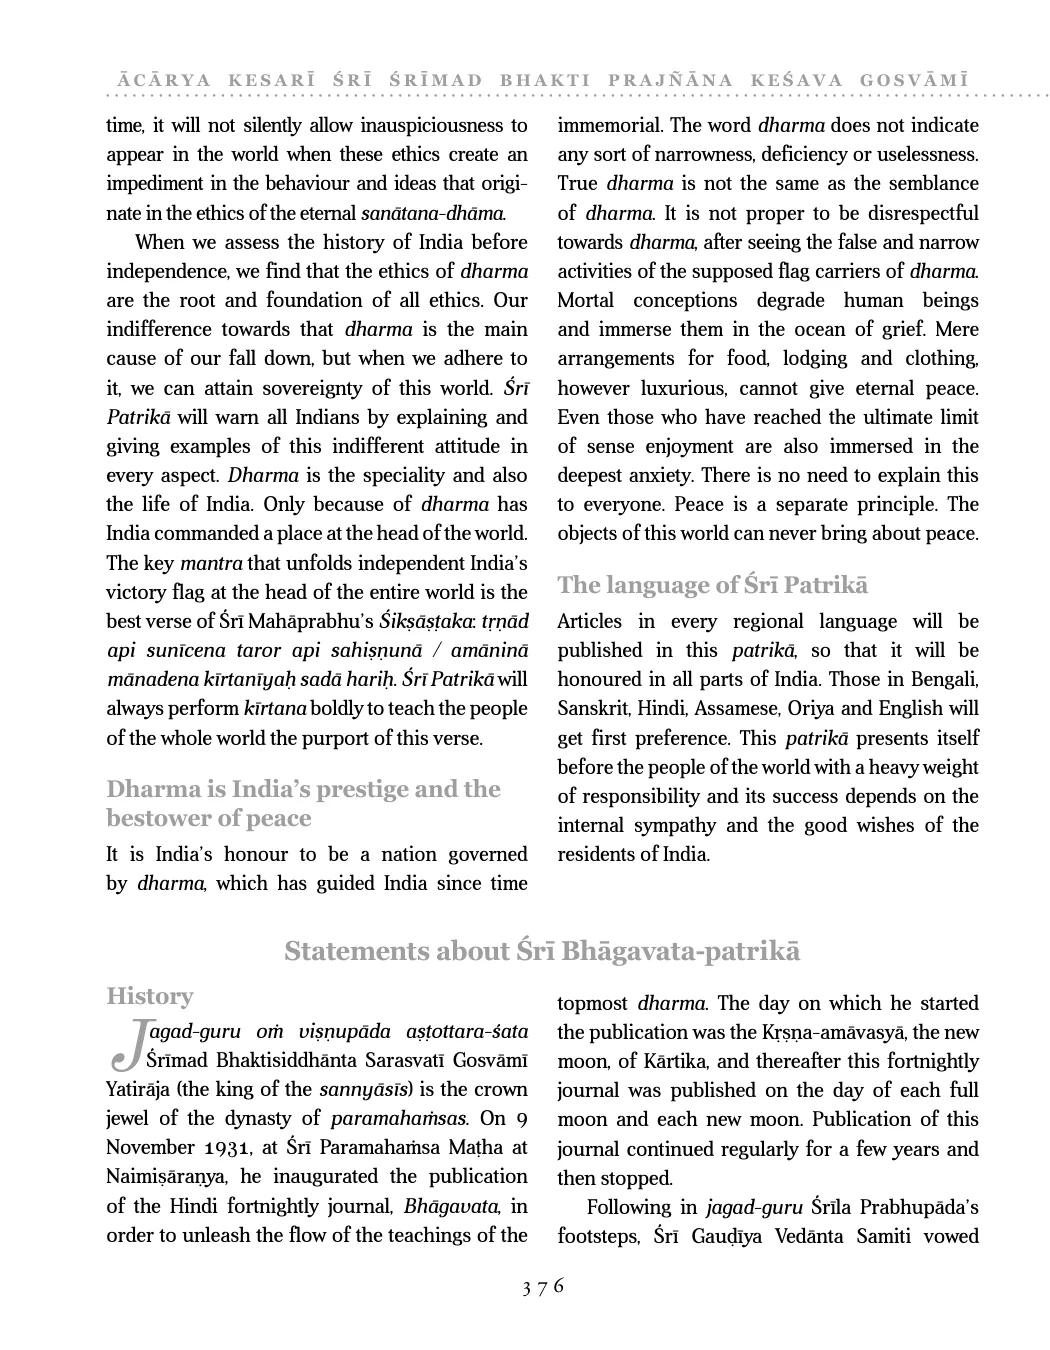 ĀCĀRYA KESARĪ ŚRĪ ŚRĪMAD BHAKTI PRAJÑĀNA KEŚAVA GOSVĀMĪ
time, it will not silently allow inauspiciousness to
appear in the world when these ethics create an
impediment in the behaviour and ideas that origi-
nate in the ethics of the eternal sanātana-dhāma.
When we assess the history of India before
independence, we find that the ethics of dharma
are the root and foundation of all ethics. Our
indifference towards that dharma is the main
cause of our fall down, but when we adhere to
it, we can attain sovereignty of this world. Śrī
Patrikā will warn all Indians by explaining and
giving examples of this indifferent attitude in
every aspect. Dharma is the speciality and also
the life of India. Only because of dharma has
India commanded a place at the head of the world.
The key mantra that unfolds independent India’s
victory flag at the head of the entire world is the
best verse of Śrī Mahāprabhu’s Śikṣāṣṭaka: tṛṇād
api sunīcena taror api sahiṣṇunā / amāninā
mānadena kīrtanīyaḥ sadā hariḥ. Śrī Patrikā will
always perform kīrtana boldly to teach the people
of the whole world the purport of this verse.
Dharma is India’s prestige and the
bestower of peace
It is India’s honour to be a nation governed
by dharma, which has guided India since time
immemorial. The word dharma does not indicate
any sort of narrowness, deficiency or uselessness.
True dharma is not the same as the semblance
of dharma. It is not proper to be disrespectful
towards dharma, after seeing the false and narrow
activities of the supposed flag carriers of dharma.
Mortal conceptions degrade human beings
and immerse them in the ocean of grief. Mere
arrangements for food, lodging and clothing,
however luxurious, cannot give eternal peace.
Even those who have reached the ultimate limit
of sense enjoyment are also immersed in the
deepest anxiety. There is no need to explain this
to everyone. Peace is a separate principle. The
objects of this world can never bring about peace.
The language of Śrī Patrikā
Articles in every regional language will be
published in this patrikā, so that it will be
honoured in all parts of India. Those in Bengali,
Sanskrit, Hindi, Assamese, Oriya and English will
get first preference. This patrikā presents itself
before the people of the world with a heavy weight
of responsibility and its success depends on the
internal sympathy and the good wishes of the
residents of India.
Statements about Śrī Bhāgavata-patrikā
History
Jagad-guru oṁ viṣṇupāda aṣṭottara-śata
Śrīmad Bhaktisiddhānta Sarasvatī Gosvāmī
Yatirāja (the king of the sannyāsīs) is the crown
jewel of the dynasty of paramahaṁsas. On 9
November 1931, at Śrī Paramahaṁsa Maṭha at
Naimiṣāraṇya, he inaugurated the publication
of the Hindi fortnightly journal, Bhāgavata, in
order to unleash the flow of the teachings of the
topmost dharma. The day on which he started
the publication was the Kṛṣṇa-amāvasyā, the new
moon, of Kārtika, and thereafter this fortnightly
journal was published on the day of each full
moon and each new moon. Publication of this
journal continued regularly for a few years and
then stopped.
Following in jagad-guru Śrīla Prabhupāda’s
footsteps, Śrī Gauḍīya Vedānta Samiti vowed
376